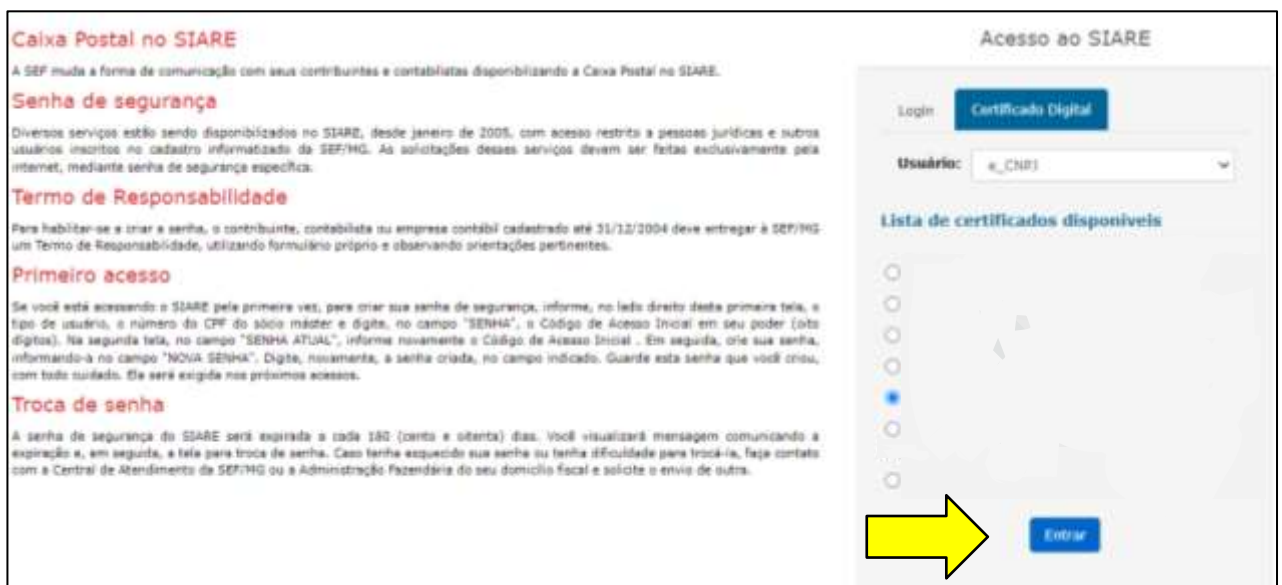 Caixa Postal no SIARE
A SEF muda a forma de comunicação com seus contribuintes e contabilistas disponibilizando a Caixa Postal no SIARE.
Senha de segurança
Diversos serviços estão sendo disponibilizados no SIARE, desde janeiro de 2005, com acesso restrito a pessoas jurídicas e outros
usuários inscritos no cadastro informatizado da SEF/MG. As solicitações desses serviços devem ser feitas exclusivamente pela
internet, mediante senha de segurança específica.
Termo de Responsabilidade
Para habilitar-se a criar a senha, o contribuinte, contabilista ou empresa contábil cadastrado até 31/12/2004 deve entregar à SEF/MG
um Termo de Responsabilidade, utilizando formulário próprio e observando orientações pertinentes.
Primeiro acesso
Se você está acessando o SIARE pela primeira vez, para criar sua senha de segurança, informe, no lado direito desta primeira tela, o
tipo de usuário, o número do CPF do sócio máster e digite, no campo "SENHA", o Código de Acesso Inicial em seu poder (oito
dígitos). Na segunda tela, no campo "SENHA ATUAL", informe novamente o Código de Acesso Inicial . Em seguida, crie sua senha,
informando-a no campo "NOVA SENHA". Digite, novamente, a senha criada, no campo indicado. Guarde esta senha que você criou,
com todo cuidado. Ela será exigida nos próximos acessos.
Troca de senha
A senha de segurança do SIARE será expirada a cada 180 (cento e oitenta) dias. Você visualizará mensagem comunicando a
expiração e, em seguida, a tela para troca de senha. Caso tenha esquecido sua senha ou tenha dificuldade para trocá-la, faça contato
com a Central de Atendimento da SEF/MG ou a Administração Fazendária do seu domicílio fiscal e solicite o envio de outra.
Acesso ao SIARE
Login
Certificado Digital
Usuário:
e_CNPJ
Lista de certificados disponíveis
Entrar